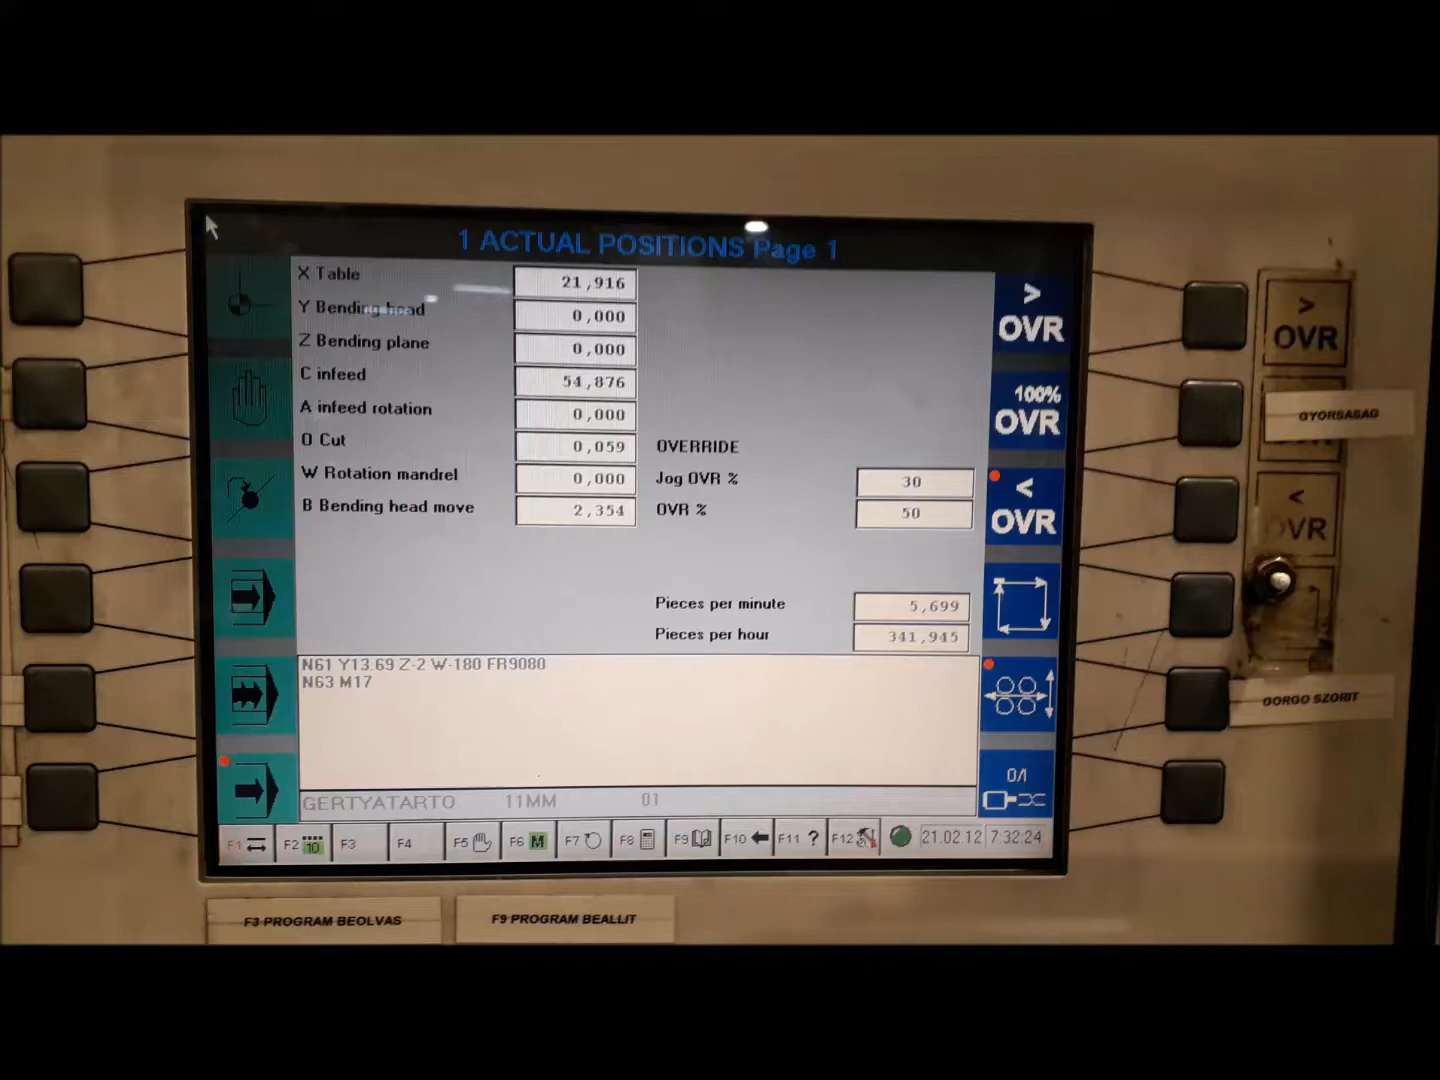 1 ACTUAL POSITIONS Page 1
X Table 21,916
Y Bending head 0,000
Z Bending plane 0,000
C infeed 54,876
A infeed rotation 0,000
O Cut 0,059
W Rotation mandrel 0,000
B Bending head move 2,354
OVERRIDE
Jog OVR % 30
OVR % 50
Pieces per minute 5,699
Pieces per hour 341,945
N61 Y13.69 Z-2 W-180 FR9080
N63 M17
GERTYATARTO 11MM 01
F1 F2 10 F3 F4 F5 F6 M F7 F8 F9 F10 F11 ? F12 21.02.12 7:32:24
>
OVR
100%
OVR
<
OVR
0/I
>
OVR
GYORSASAG
<
OVR
GORGO SZORIT
F3 PROGRAM BEOLVAS
F9 PROGRAM BEALLIT